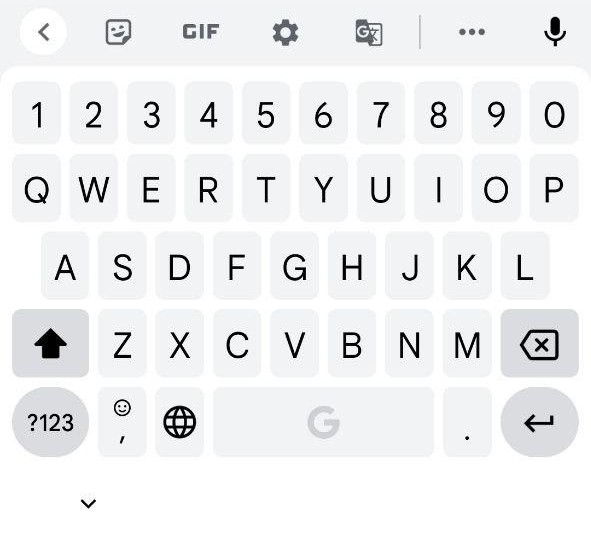 GIF
1 2 3 4 5 6 7 8 9 0
Q W E R T Y U I O P
A S D F G H J K L
Z X C V B N M
?123 , G .